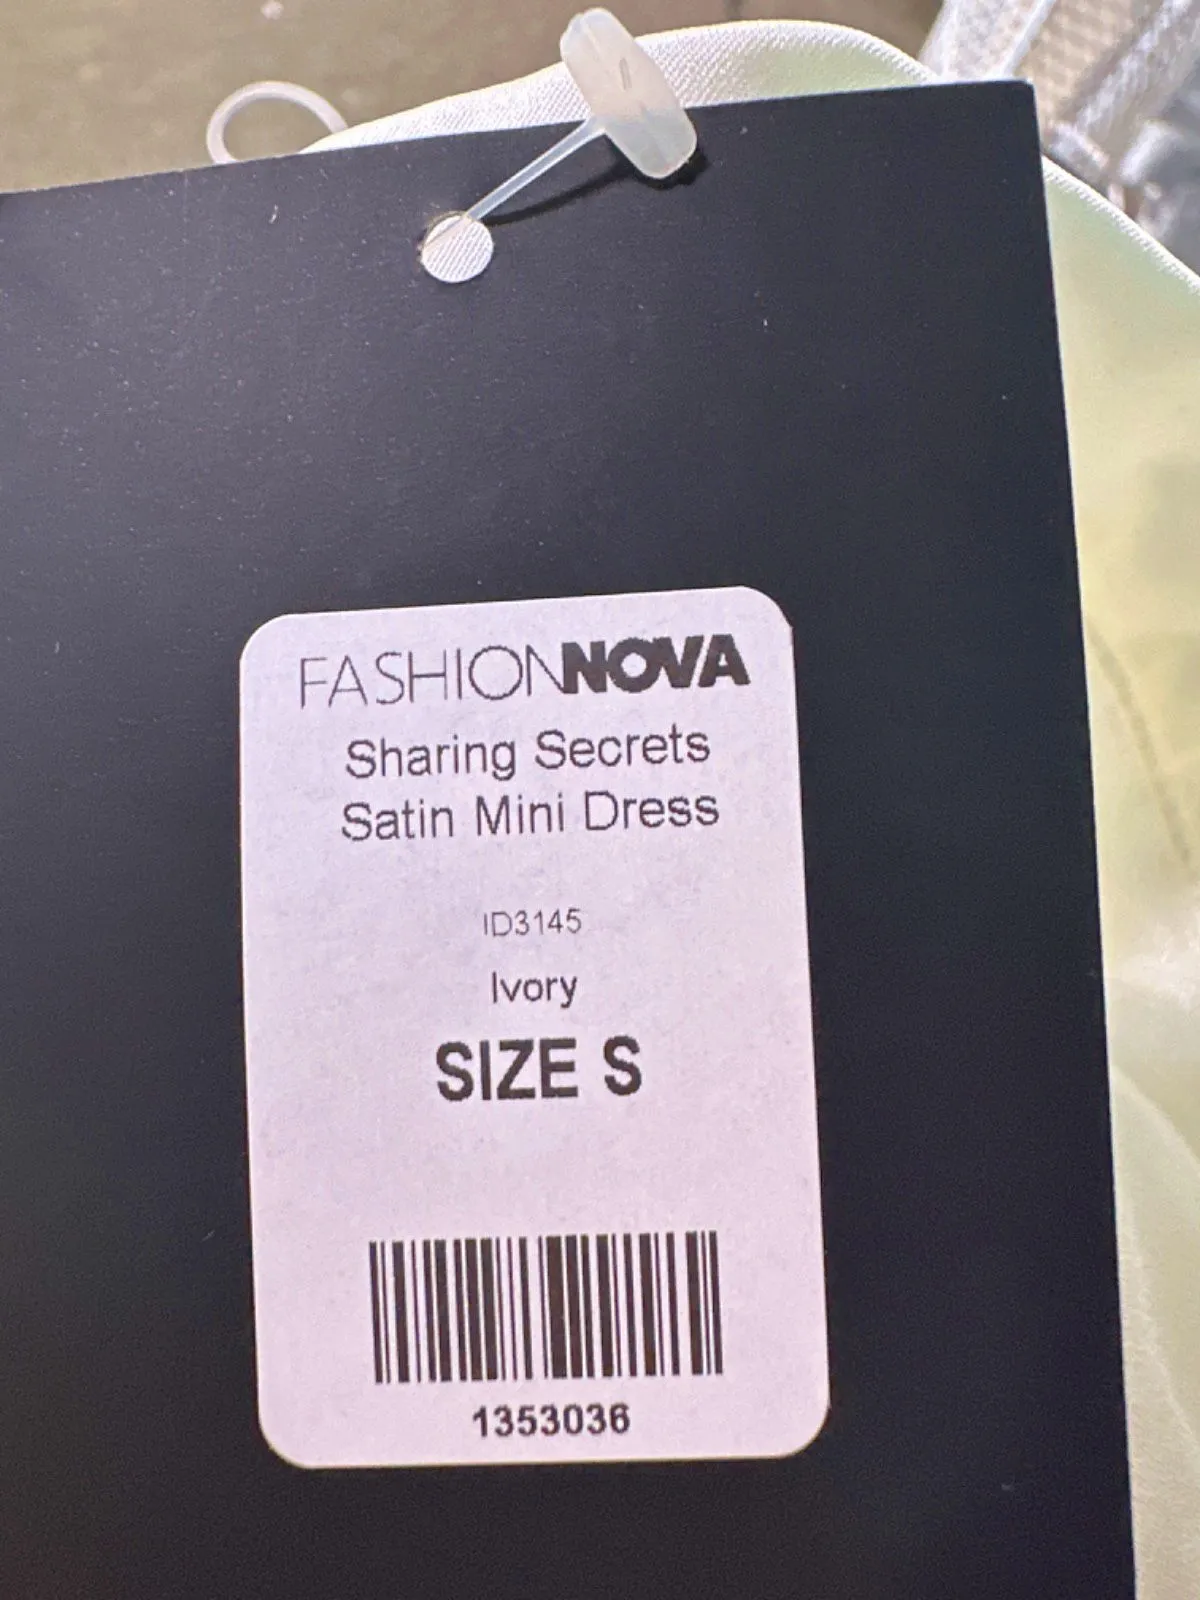 FASHIONNOVA
Sharing Secrets
Satin Mini Dress
ID3145
Ivory
SIZE S
1353036